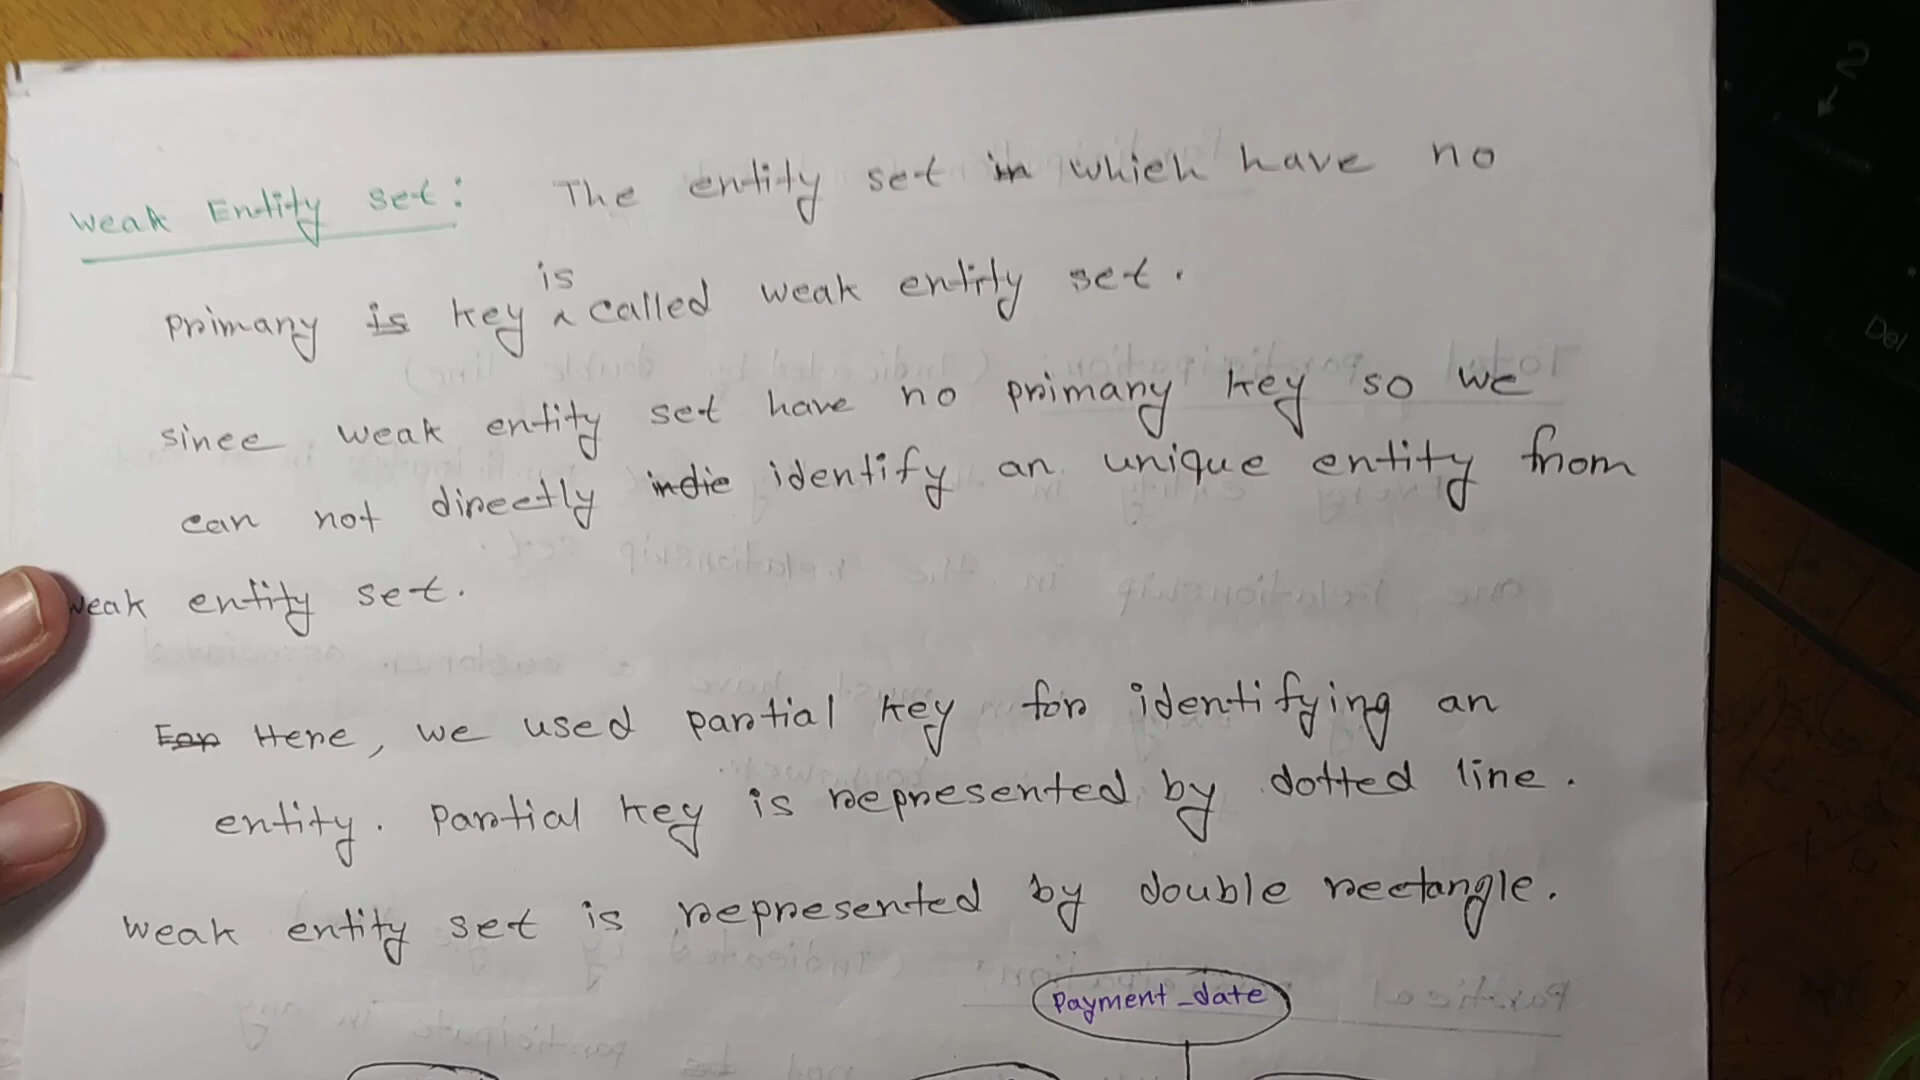 Weak Entity set: The entity set in which have no
primary is key is called weak entity set.
since weak entity set have no primary key so we
can not directly indie identify an unique entity from
weak entity set.
For Here, we used partial key for identifying an
entity. Partial key is represented by dotted line.
Weak entity set is represented by double rectangle.
Payment_date
Del